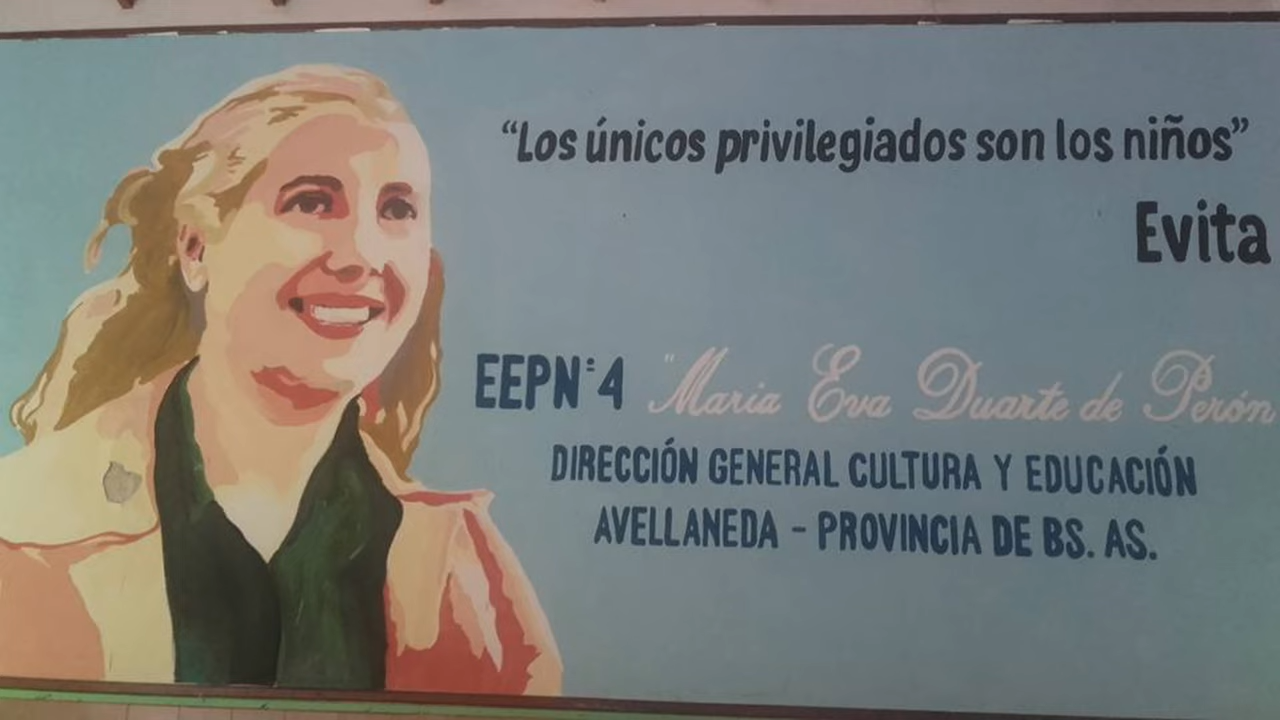 “Los únicos privilegiados son los niños”
Evita
EEPN° 4 "Maria Eva Duarte de Perón
DIRECCIÓN GENERAL CULTURA Y EDUCACIÓN
AVELLANEDA - PROVINCIA DE BS. AS.